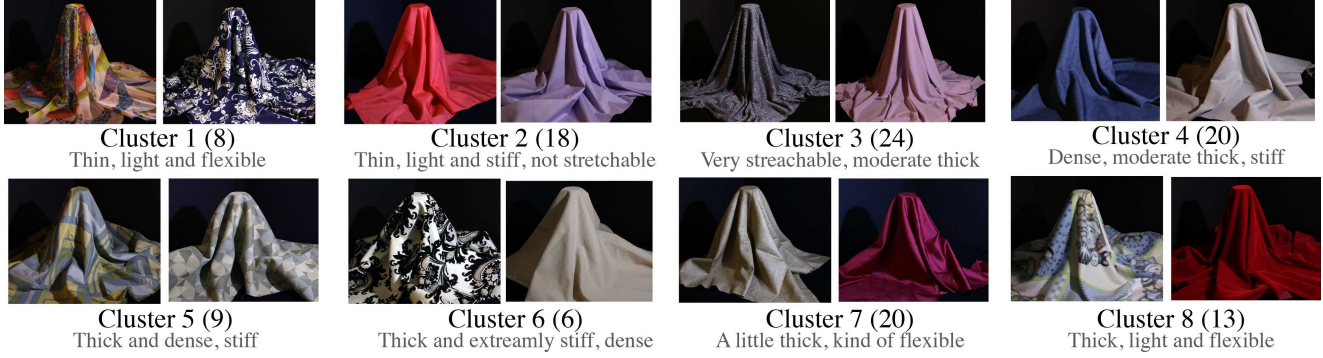 Cluster 1 (8)
Thin, light and flexible
Cluster 2 (18)
Thin, light and stiff, not stretchable
Cluster 3 (24)
Very streachable, moderate thick
Cluster 4 (20)
Dense, moderate thick, stiff
Cluster 5 (9)
Thick and dense, stiff
Cluster 6 (6)
Thick and extreamly stiff, dense
Cluster 7 (20)
A little thick, kind of flexible
Cluster 8 (13)
Thick, light and flexible